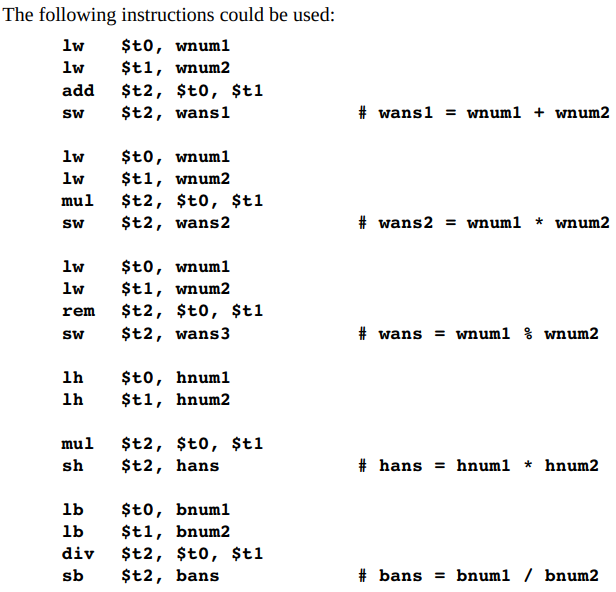 The following instructions could be used:
lw $t0, wnum1
lw $t1, wnum2
add $t2, $t0, $t1
sw $t2, wans1 # wans1 = wnum1 + wnum2
lw $t0, wnum1
lw $t1, wnum2
mul $t2, $t0, $t1
sw $t2, wans2 # wans2 = wnum1 * wnum2
lw $t0, wnum1
lw $t1, wnum2
rem $t2, $t0, $t1
sw $t2, wans3 # wans = wnum1 % wnum2
lh $t0, hnum1
lh $t1, hnum2
mul $t2, $t0, $t1
sh $t2, hans # hans = hnum1 * hnum2
lb $t0, bnum1
lb $t1, bnum2
div $t2, $t0, $t1
sb $t2, bans # bans = bnum1 / bnum2